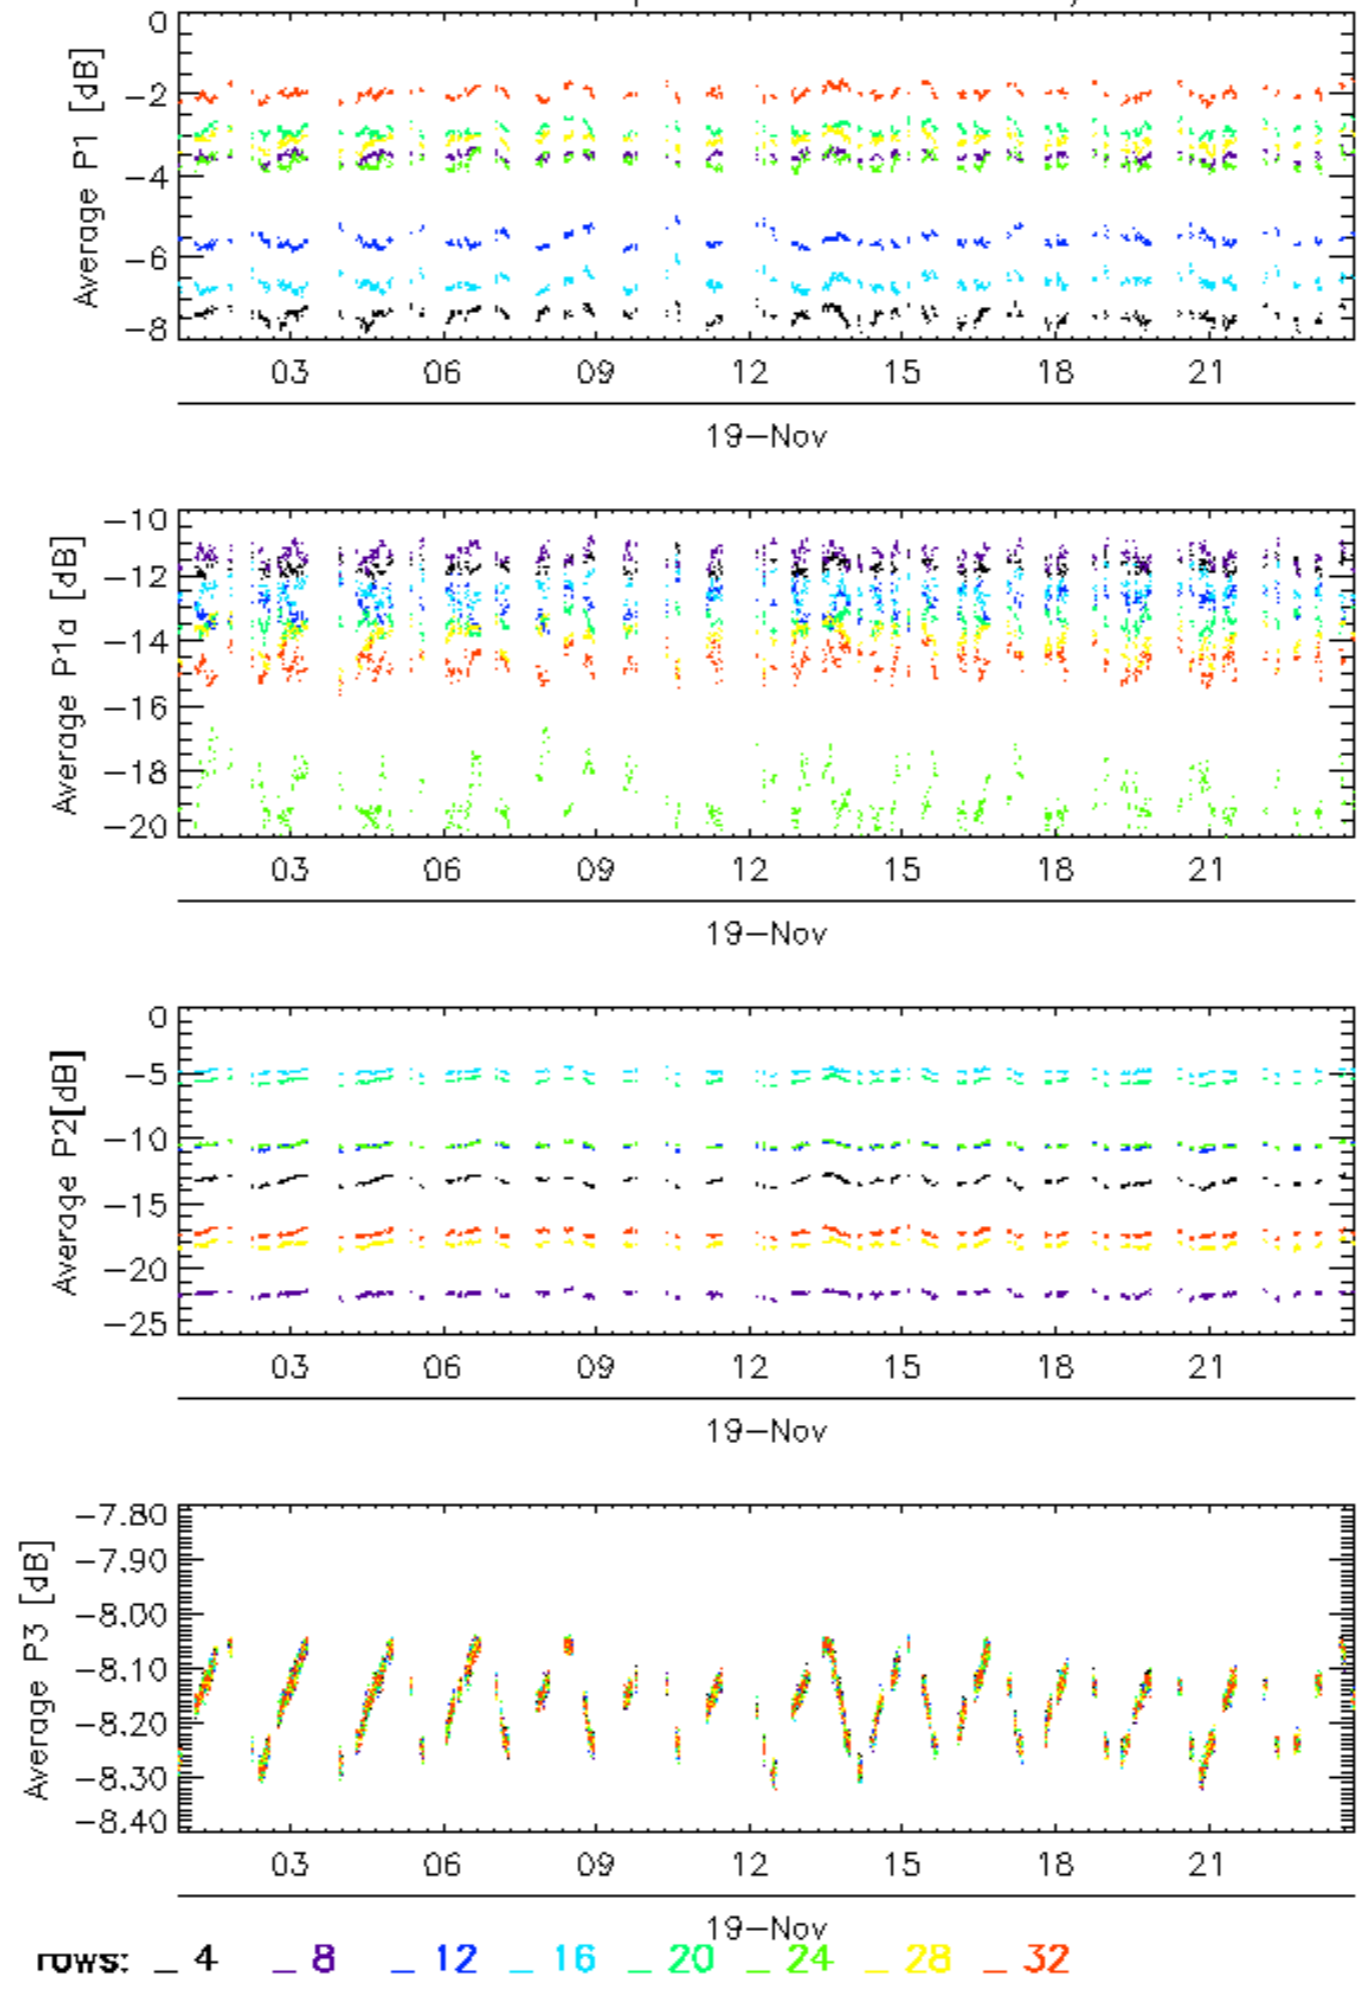 0
−2
−4
−6
−8
Average P1 [dB]
03 06 09 12 15 18 21
19−Nov
−10
−12
−14
−16
−18
−20
Average P1a [dB]
03 06 09 12 15 18 21
19−Nov
0
−5
−10
−15
−20
−25
Average P2[dB]
03 06 09 12 15 18 21
19−Nov
−7.80
−7.90
−8.00
−8.10
−8.20
−8.30
−8.40
Average P3 [dB]
03 06 09 12 15 18 21
19−Nov
rows: _ 4 _ 8 _ 12 _ 16 _ 20 _ 24 _ 28 _ 32